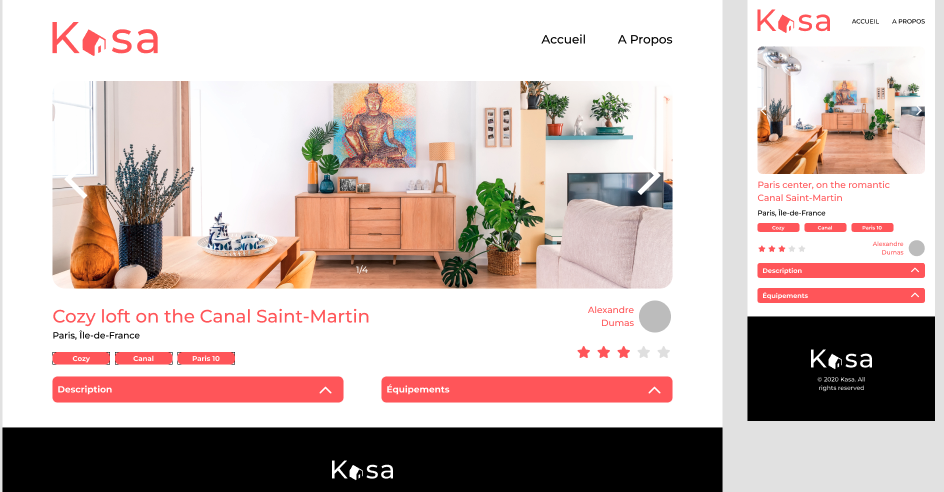 Kasa
Accueil
A Propos
1/4
Cozy loft on the Canal Saint-Martin
Paris, Île-de-France
Cozy
Canal
Paris 10
Alexandre
Dumas
Description
Équipements
Kasa
Kasa
ACCUEIL
A PROPOS
Paris center, on the romantic
Canal Saint-Martin
Paris, Île-de-France
Cozy
Canal
Paris 10
Alexandre
Dumas
Description
Équipements
Kasa
© 2020 Kasa. All
rights reserved